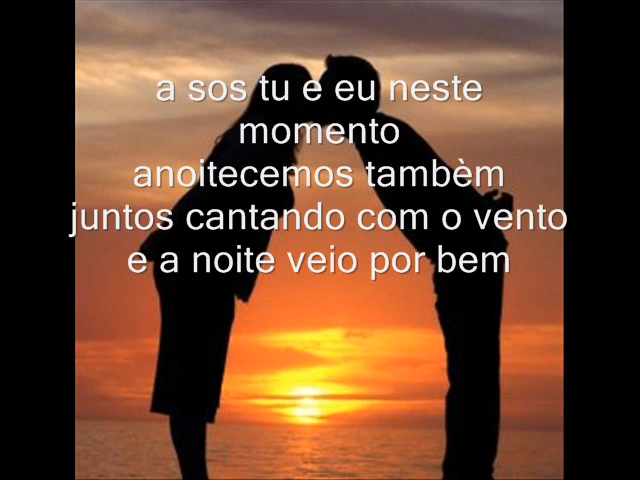 a sos tu e eu neste
momento
anoitecemos tambèm
juntos cantando com o vento
e a noite veio por bem